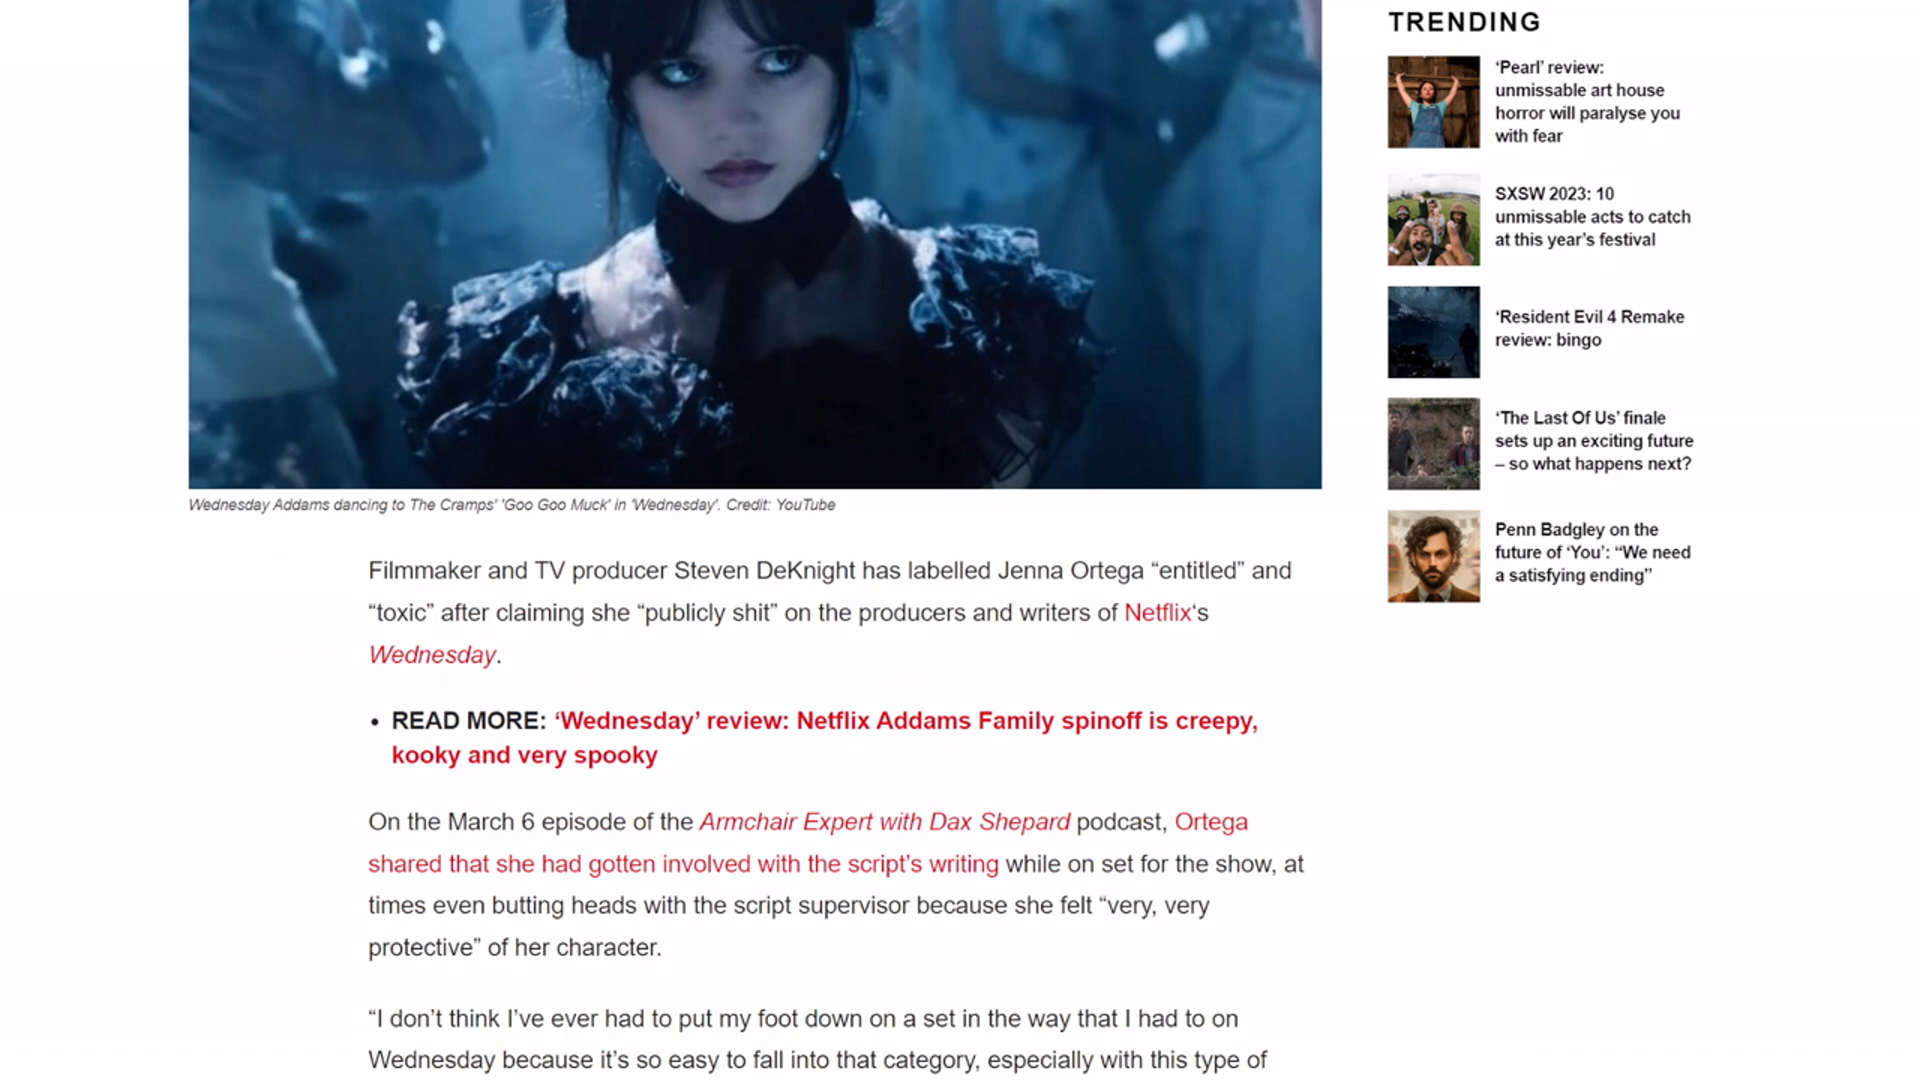 Wednesday Addams dancing to The Cramps' 'Goo Goo Muck' in 'Wednesday'. Credit: YouTube
Filmmaker and TV producer Steven DeKnight has labelled Jenna Ortega “entitled” and
“toxic” after claiming she “publicly shit” on the producers and writers of Netflix‘s
Wednesday.
• READ MORE: ‘Wednesday’ review: Netflix Addams Family spinoff is creepy,
kooky and very spooky
On the March 6 episode of the Armchair Expert with Dax Shepard podcast, Ortega
shared that she had gotten involved with the script’s writing while on set for the show, at
times even butting heads with the script supervisor because she felt “very, very
protective” of her character.
“I don’t think I’ve ever had to put my foot down on a set in the way that I had to on
Wednesday because it’s so easy to fall into that category, especially with this type of
TRENDING
‘Pearl’ review:
unmissable art house
horror will paralyse you
with fear
SXSW 2023: 10
unmissable acts to catch
at this year’s festival
‘Resident Evil 4 Remake
review: bingo
‘The Last Of Us’ finale
sets up an exciting future
– so what happens next?
Penn Badgley on the
future of ‘You’: “We need
a satisfying ending”